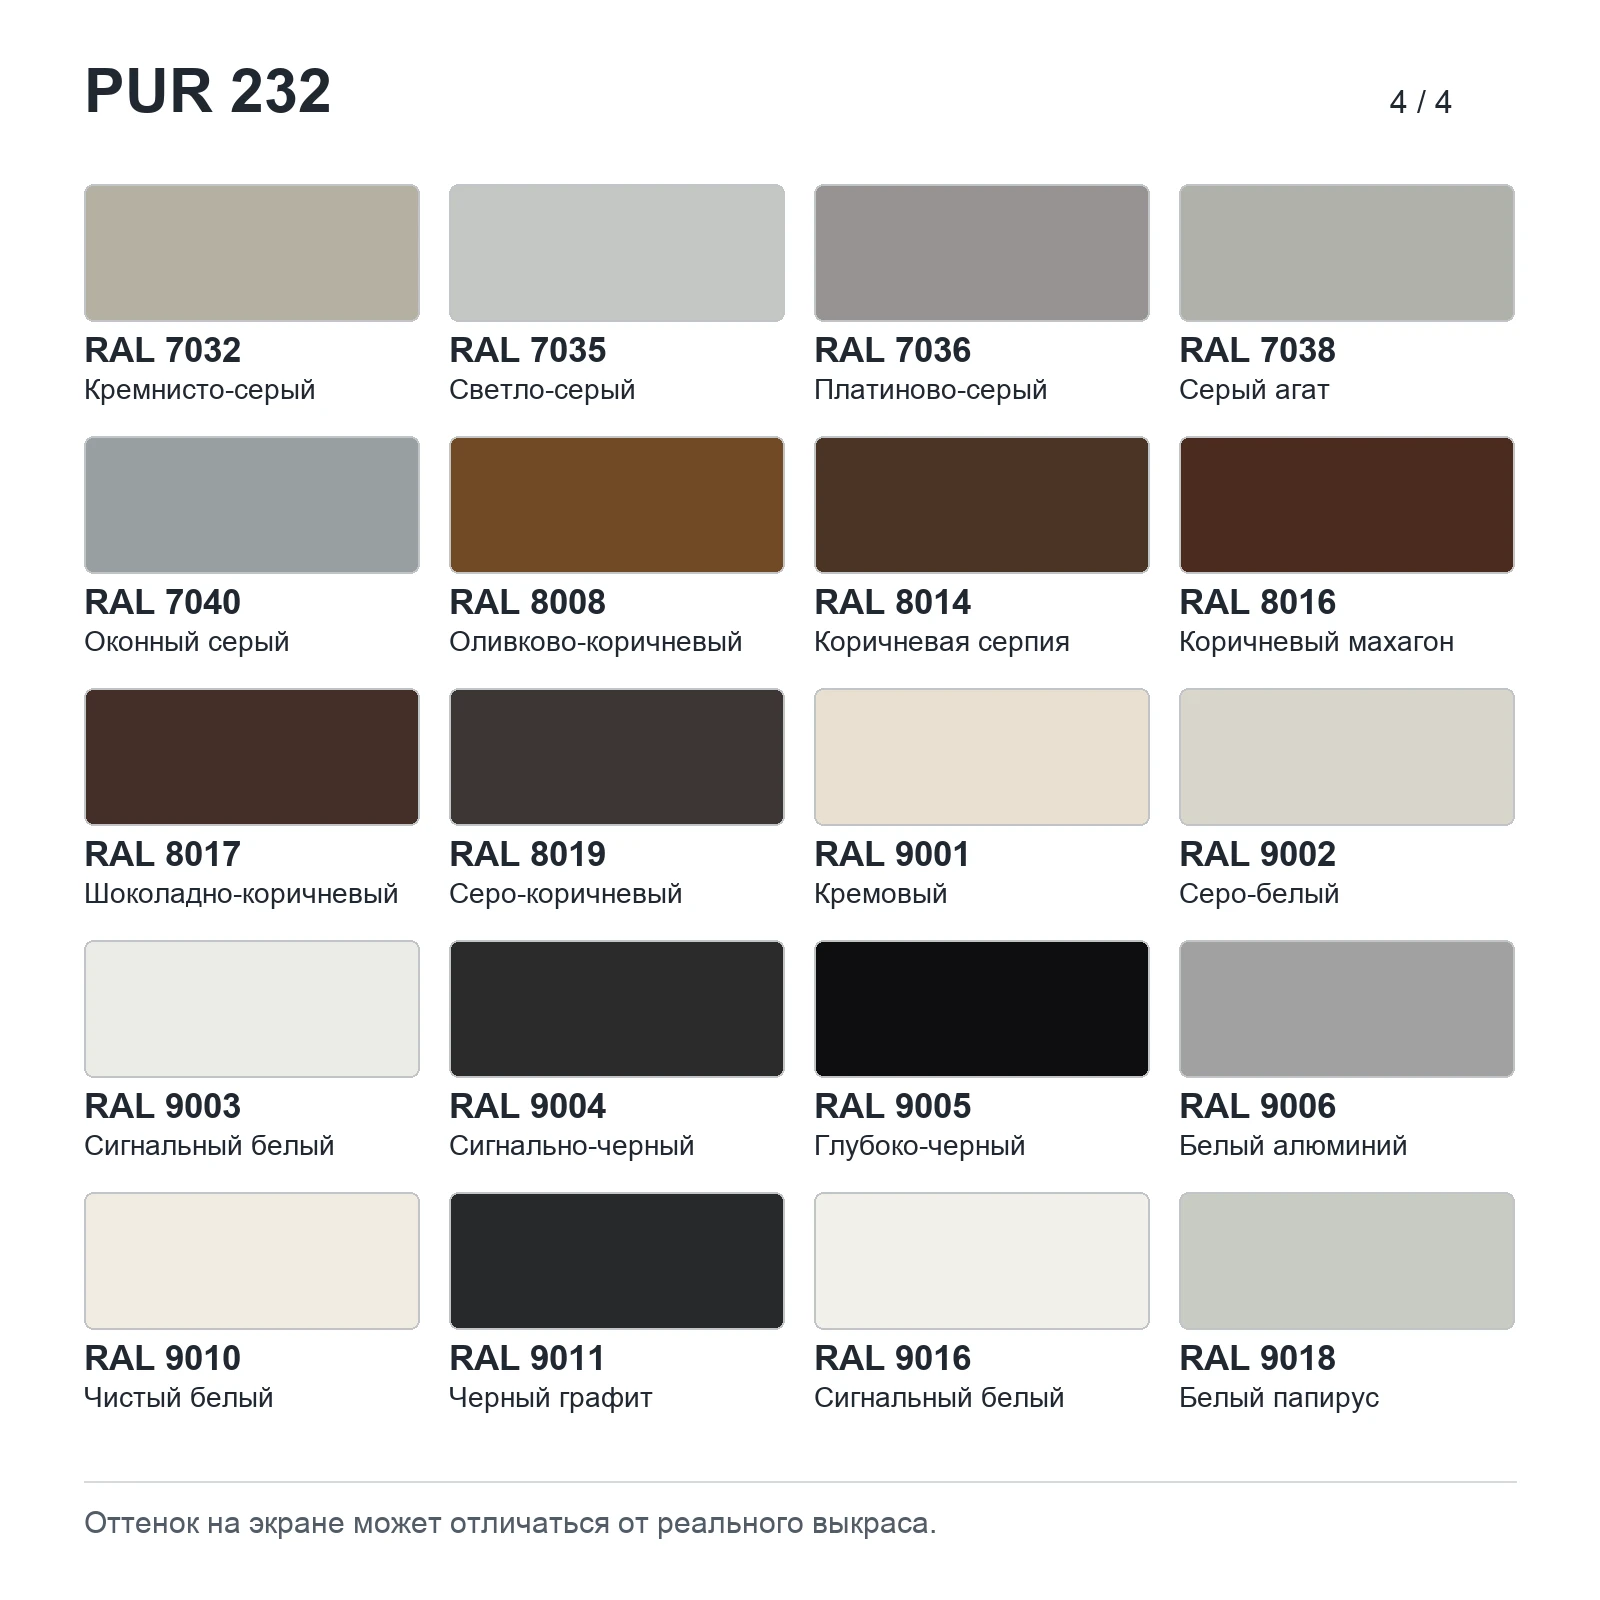 PUR 232
4 / 4
RAL 7032
Кремнисто-серый
RAL 7035
Светло-серый
RAL 7036
Платиново-серый
RAL 7038
Серый агат
RAL 7040
Оконный серый
RAL 8008
Оливково-коричневый
RAL 8014
Коричневая серпия
RAL 8016
Коричневый махагон
RAL 8017
Шоколадно-коричневый
RAL 8019
Серо-коричневый
RAL 9001
Кремовый
RAL 9002
Серо-белый
RAL 9003
Сигнальный белый
RAL 9004
Сигнально-черный
RAL 9005
Глубоко-черный
RAL 9006
Белый алюминий
RAL 9010
Чистый белый
RAL 9011
Черный графит
RAL 9016
Сигнальный белый
RAL 9018
Белый папирус
Оттенок на экране может отличаться от реального выкраса.